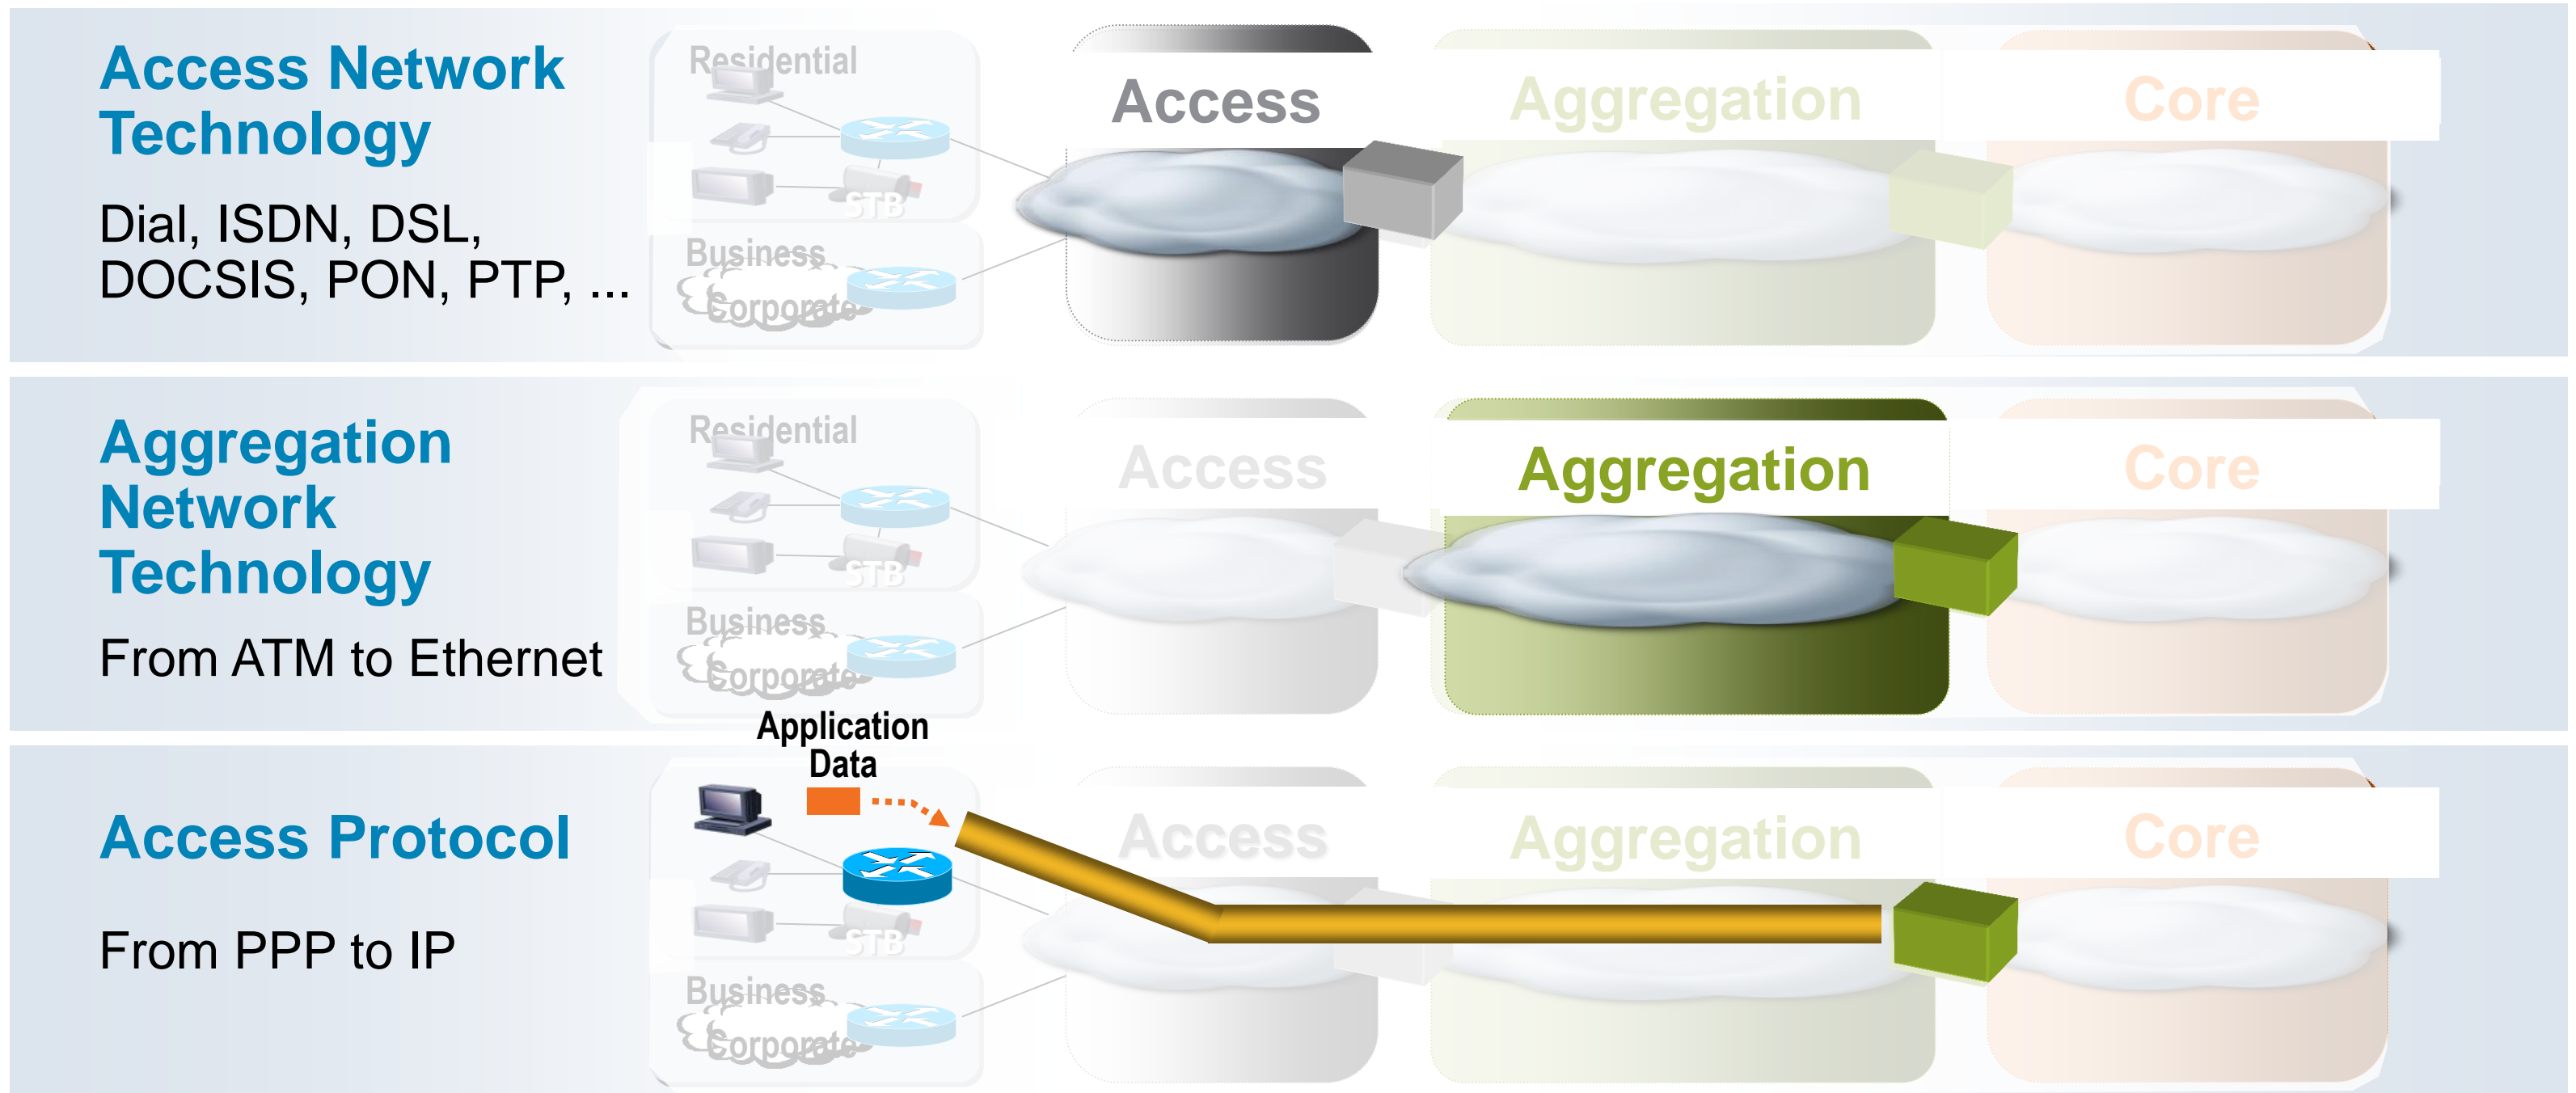 Access Network
Technology
Dial, ISDN, DSL,
DOCSIS, PON, PTP, ...
Residential
STB
Business
Corporate
Access
Aggregation
Core
Aggregation
Network
Technology
From ATM to Ethernet
Residential
STB
Business
Corporate
Access
Aggregation
Core
Access Protocol
From PPP to IP
Application
Data
STB
Business
Corporate
Access
Aggregation
Core